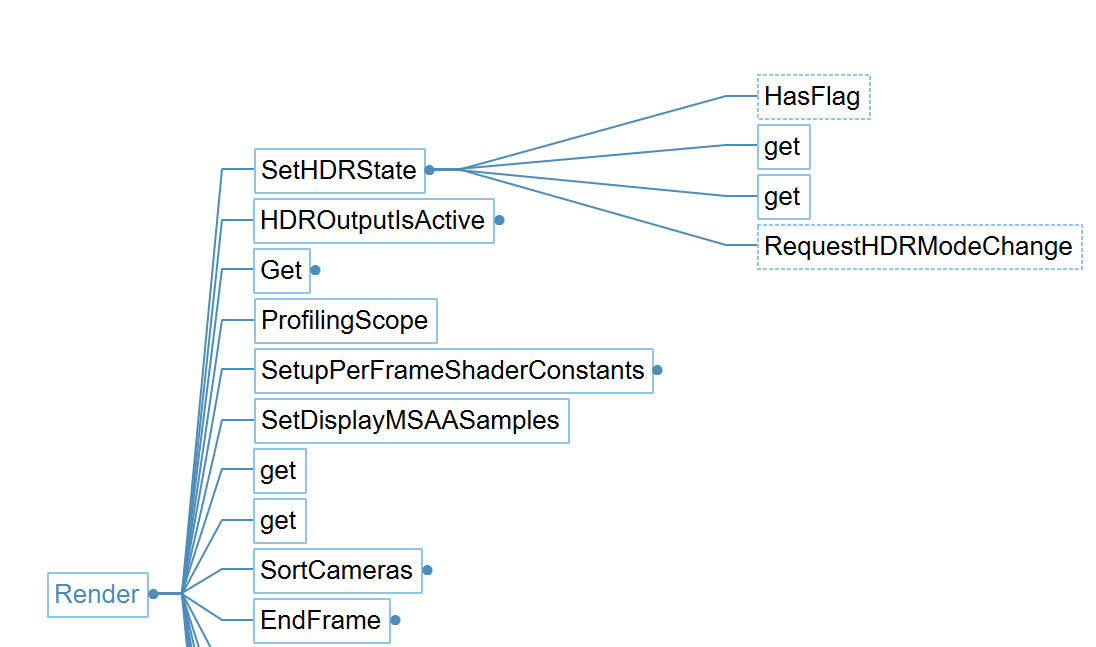 HasFlag
get
SetHDRState
get
HDROutputIsActive
RequestHDRModeChange
Get
ProfilingScope
SetupPerFrameShaderConstants
SetDisplayMSAASamples
get
get
SortCameras
Render
EndFrame